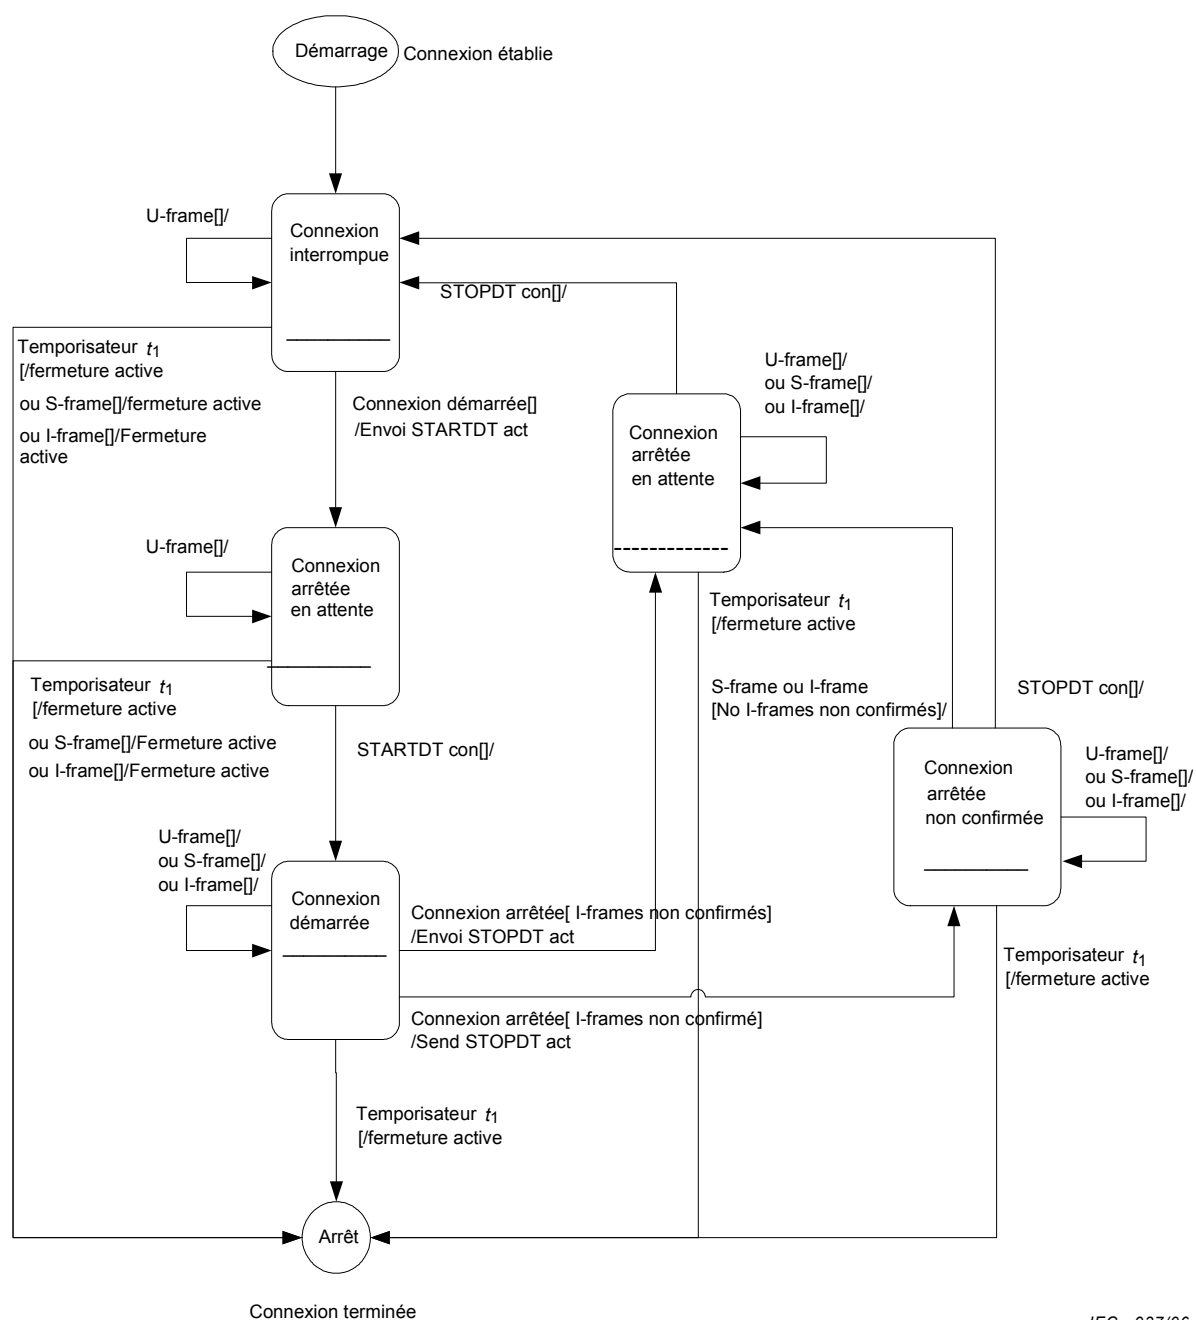 Démarrage
Connexion établie
U-frame[]/
Connexion
interrompue
STOPDT con[]/
Temporisateur t1
[/fermeture active
ou S-frame[]/fermeture active
ou I-frame[]/Fermeture
active
Connexion démarrée[]
/Envoi STARTDT act
U-frame[]/
ou S-frame[]/
ou I-frame[]/
Connexion
arrêtée
en attente
U-frame[]/
Connexion
arrêtée
en attente
Temporisateur t1
[/fermeture active
Temporisateur t1
[/fermeture active
ou S-frame[]/Fermeture active
ou I-frame[]/Fermeture active
S-frame ou I-frame
[No I-frames non confirmés]/
STOPDT con[]/
STARTDT con[]/
Connexion
arrêtée
non confirmée
U-frame[]/
ou S-frame[]/
ou I-frame[]/
U-frame[]/
ou S-frame[]/
ou I-frame[]/
Connexion
démarrée
Connexion arrêtée[ I-frames non confirmés]
/Envoi STOPDT act
Temporisateur t1
[/fermeture active
Connexion arrêtée[ I-frames non confirmé]
/Send STOPDT act
Temporisateur t1
[/fermeture active
Arrêt
Connexion terminée